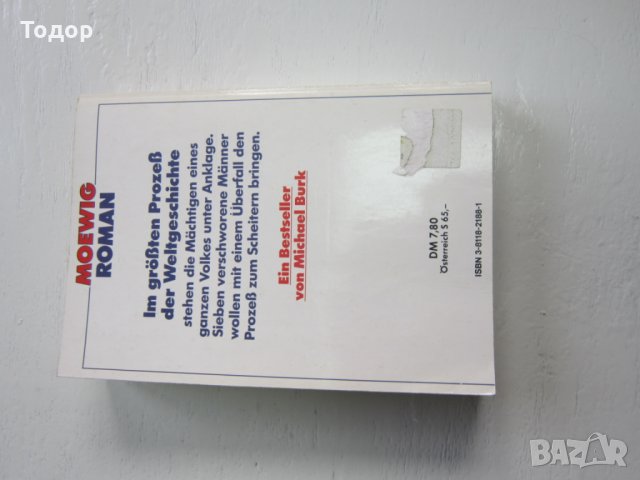 Тодор
MOEWIG
ROMAN
Im größten Prozeß
der Weltgeschichte
stehen die Mächtigen eines
ganzen Volkes unter Anklage.
Sieben verschworene Männer
wollen mit einem Überfall den
Prozeß zum Scheitern bringen.
Ein Bestseller
von Michael Burk
DM 7,80
Österreich S 65,–
ISBN 3-8118-2188-1
BAZAR